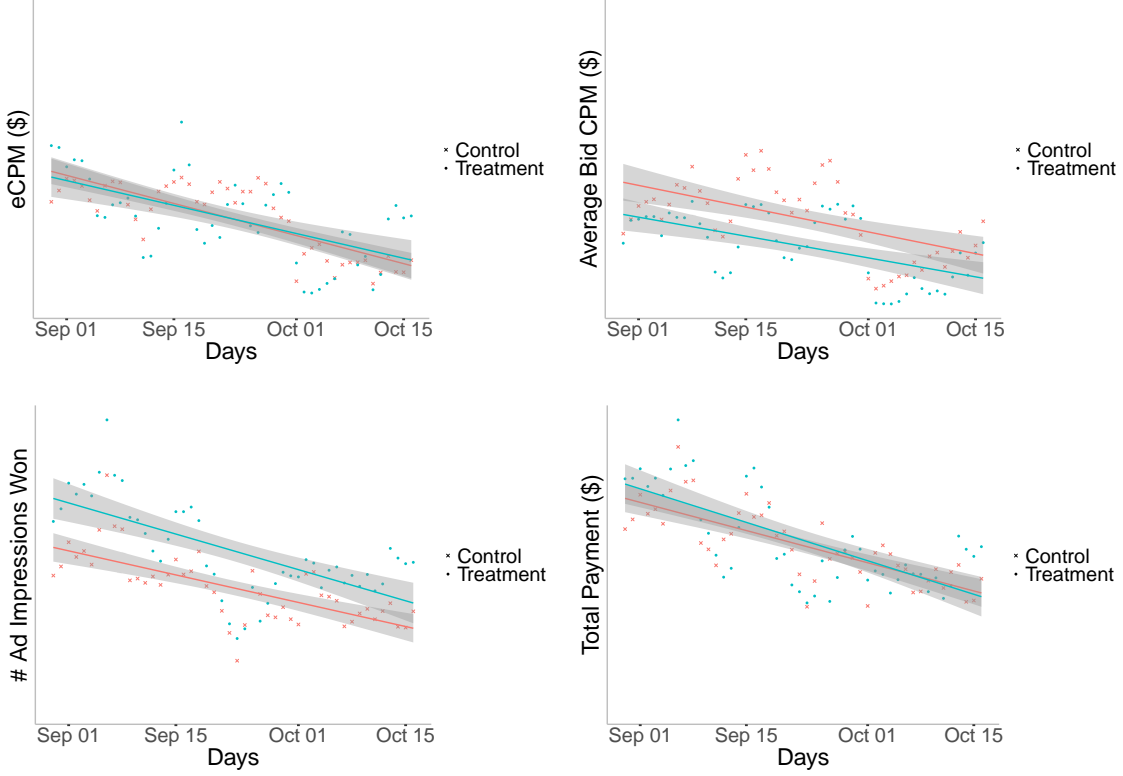 eCPM ($)
× Control
• Treatment
Sep 01 Sep 15 Oct 01 Oct 15
Days
Average Bid CPM ($)
× Control
• Treatment
Sep 01 Sep 15 Oct 01 Oct 15
Days
# Ad Impressions Won
× Control
• Treatment
Sep 01 Sep 15 Oct 01 Oct 15
Days
Total Payment ($)
× Control
• Treatment
Sep 01 Sep 15 Oct 01 Oct 15
Days